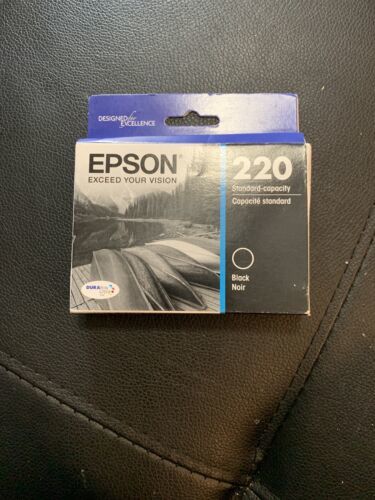 DESIGNED for
EXCELLENCE
EPSON
EXCEED YOUR VISION
220
Standard-capacity
Capacité standard
Black
Noir
DURABrite